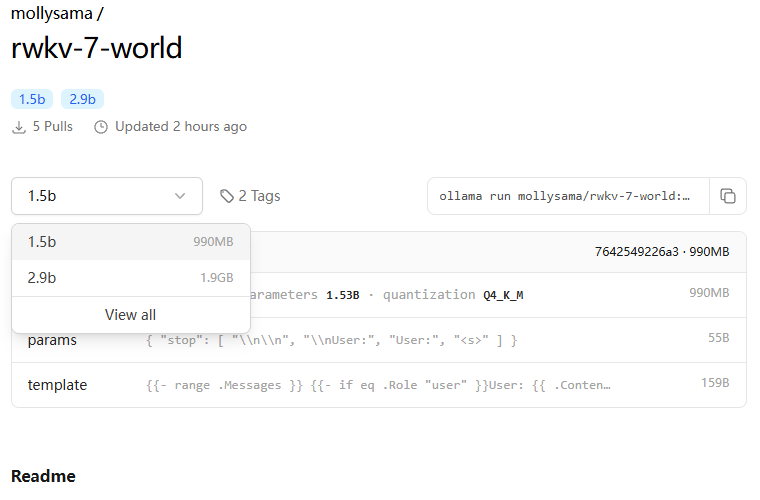 mollysama /
rwkv-7-world
1.5b 2.9b
5 Pulls Updated 2 hours ago
1.5b 2 Tags ollama run mollysama/rwkv-7-world:…
1.5b 990MB
7642549226a3 · 990MB
2.9b 1.9GB
arameters 1.53B · quantization Q4_K_M 990MB
View all
params { "stop": [ "\\n\\n", "\\nUser:", "User:", "<s>" ] } 55B
template {{- range .Messages }} {{- if eq .Role "user" }}User: {{ .Conten… 159B
Readme